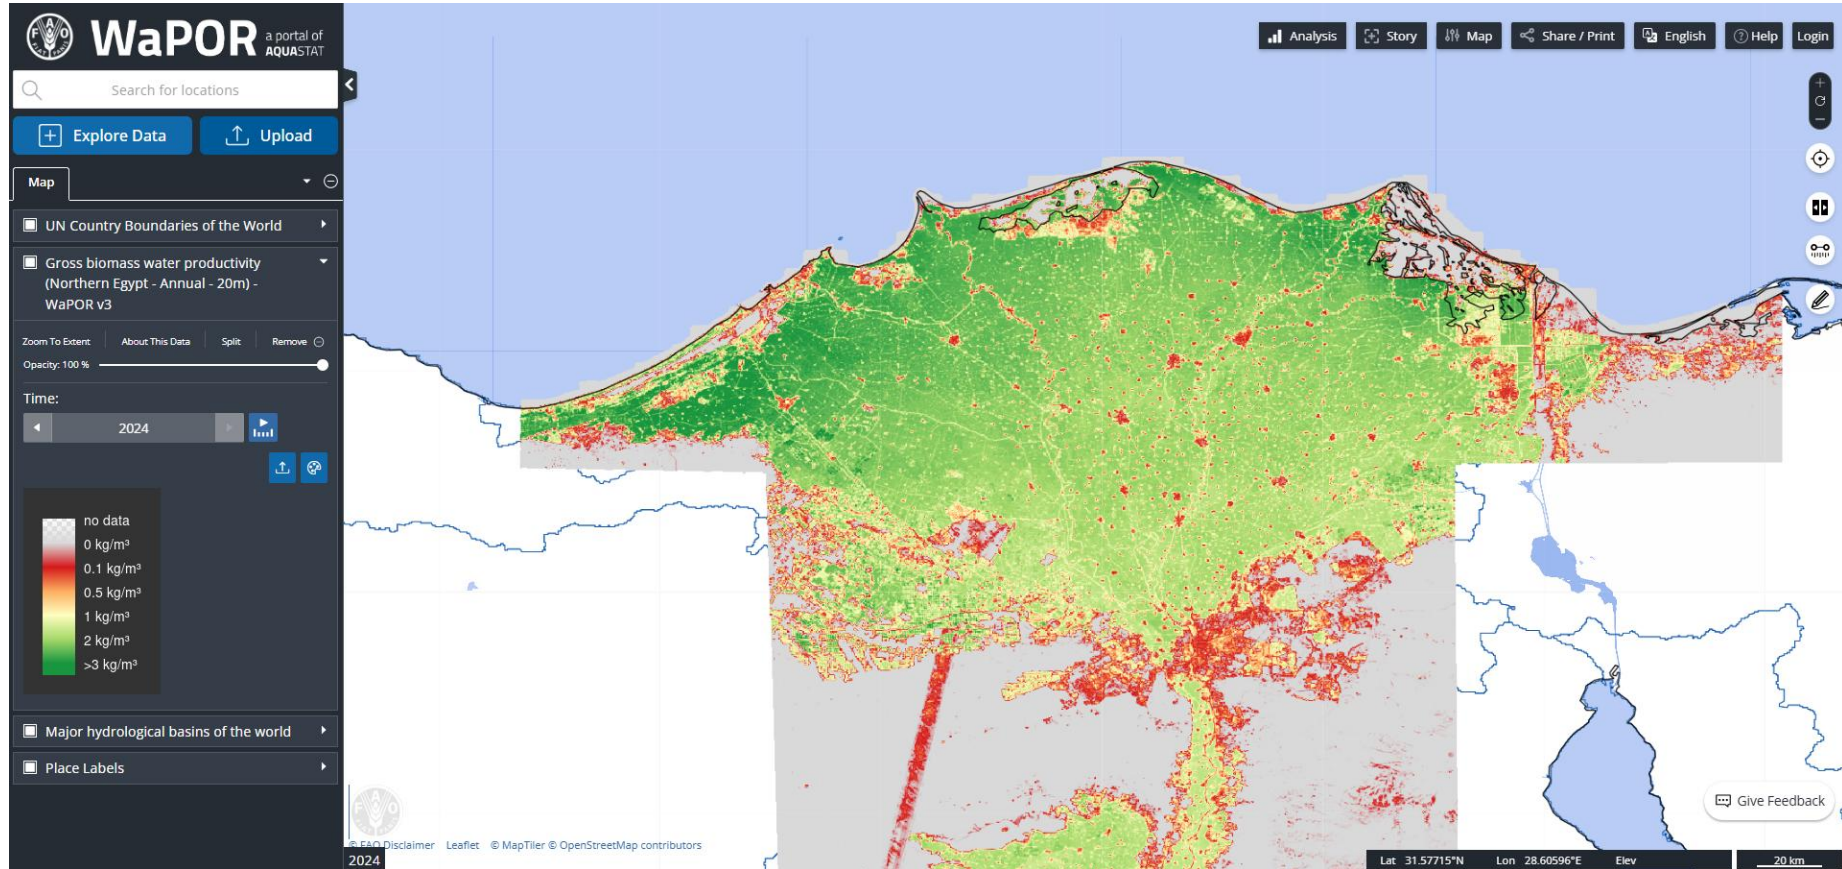 FAO
FIAT PANIS
WaPOR
a portal of
AQUASTAT
Search for locations
Explore Data
Upload
Map
UN Country Boundaries of the World
Gross biomass water productivity
(Northern Egypt - Annual - 20m) -
WaPOR v3
Zoom To Extent
About This Data
Split
Remove
Opacity: 100 %
Time:
2024
no data
0 kg/m³
0.1 kg/m³
0.5 kg/m³
1 kg/m³
2 kg/m³
>3 kg/m³
Major hydrological basins of the world
Place Labels
Analysis
Story
Map
Share / Print
English
Help
Login
Give Feedback
© FAO Disclaimer Leaflet © MapTiler © OpenStreetMap contributors
2024
Lat 31.57715°N Lon 28.60596°E Elev
20 km